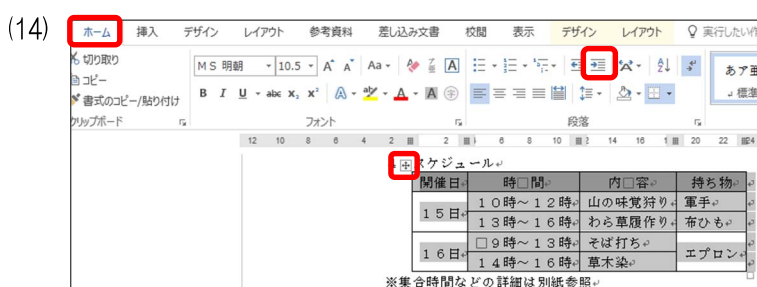 (14)
ホーム 挿入 デザイン レイアウト 参考資料 差し込み文書 校閲 表示 デザイン レイアウト 実行したい作
切り取り
コピー
書式のコピー/貼り付け
クリップボード
ＭＳ 明朝 10.5 A A Aa A
B I U abc x₂ x² A aby A A 字
フォント
段落
あア亜
標準
12 10 8 6 4 2 2 6 8 10 14 16 18 20 22 24
スケジュール
開催日 時□間 内□容 持ち物
１５日 １０時～１２時 山の味覚狩り 軍手
１３時～１６時 わら草履作り 布ひも
１６日 □９時～１３時 そば打ち エプロン
１４時～１６時 草木染
※集合時間などの詳細は別紙参照